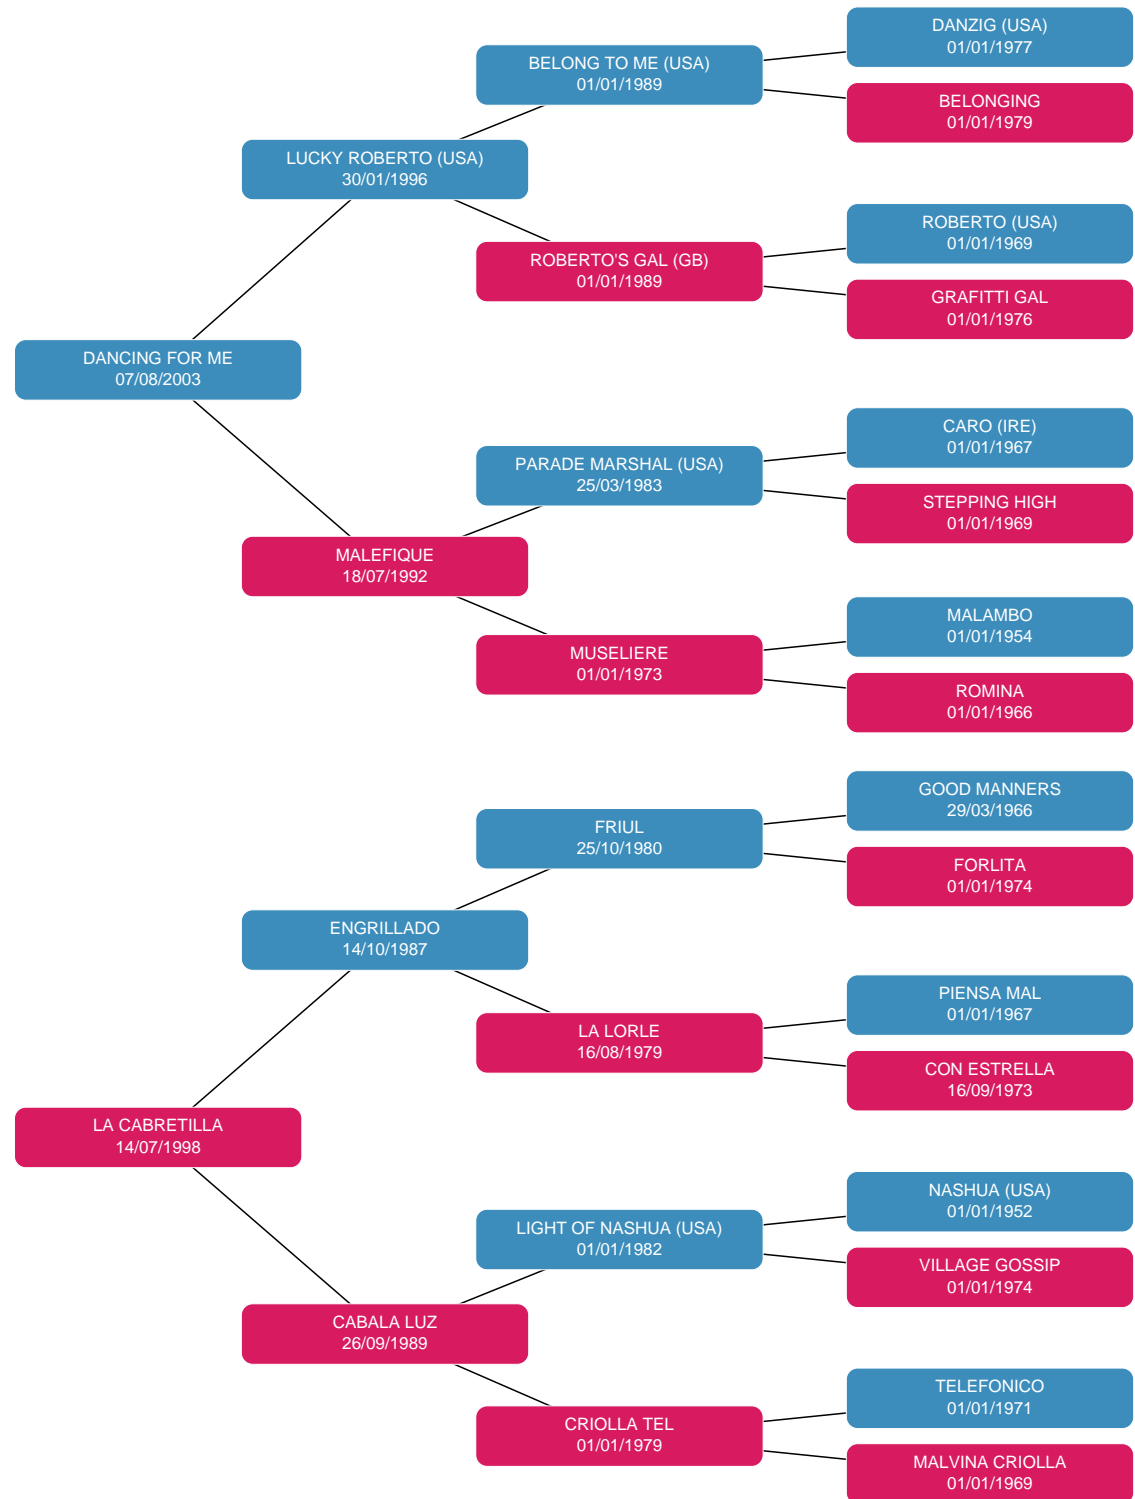 DANZIG (USA)
01/01/1977
BELONG TO ME (USA)
01/01/1989
BELONGING
01/01/1979
LUCKY ROBERTO (USA)
30/01/1996
ROBERTO (USA)
01/01/1969
ROBERTO'S GAL (GB)
01/01/1989
GRAFITTI GAL
01/01/1976
DANCING FOR ME
07/08/2003
CARO (IRE)
01/01/1967
PARADE MARSHAL (USA)
25/03/1983
STEPPING HIGH
01/01/1969
MALEFIQUE
18/07/1992
MALAMBO
01/01/1954
MUSELIERE
01/01/1973
ROMINA
01/01/1966
GOOD MANNERS
29/03/1966
FRIUL
25/10/1980
FORLITA
01/01/1974
ENGRILLADO
14/10/1987
PIENSA MAL
01/01/1967
LA LORLE
16/08/1979
CON ESTRELLA
16/09/1973
LA CABRETILLA
14/07/1998
NASHUA (USA)
01/01/1952
LIGHT OF NASHUA (USA)
01/01/1982
VILLAGE GOSSIP
01/01/1974
CABALA LUZ
26/09/1989
TELEFONICO
01/01/1971
CRIOLLA TEL
01/01/1979
MALVINA CRIOLLA
01/01/1969